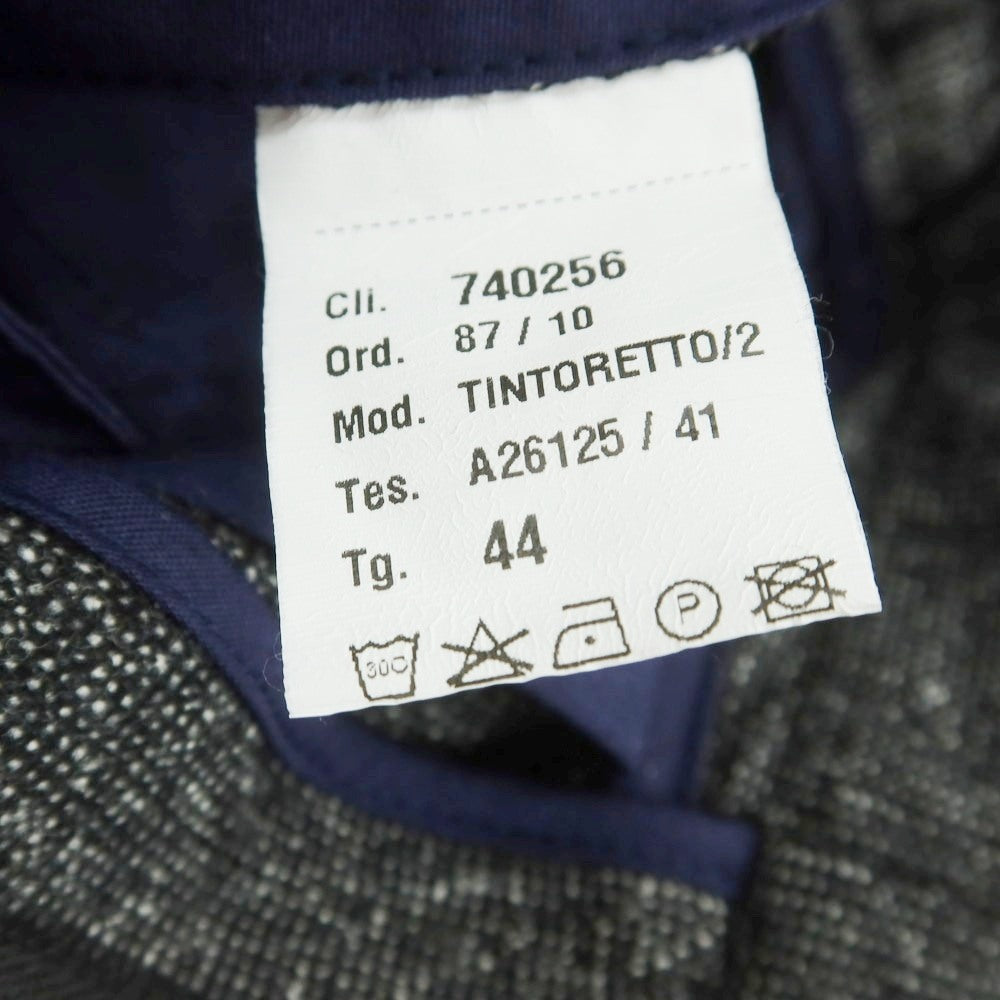 Cli. 740256
Ord. 87 / 10
Mod. TINTORETTO/2
Tes. A26125 / 41
Tg. 44
30C P